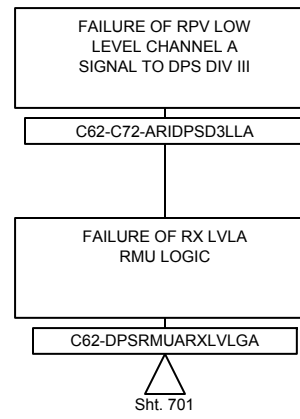 FAILURE OF RPV LOW
LEVEL CHANNEL A
SIGNAL TO DPS DIV III
C62-C72-ARIDPSD3LLA
FAILURE OF RX LVLA
RMU LOGIC
C62-DPSRMUARXLVLGA
Sht. 701